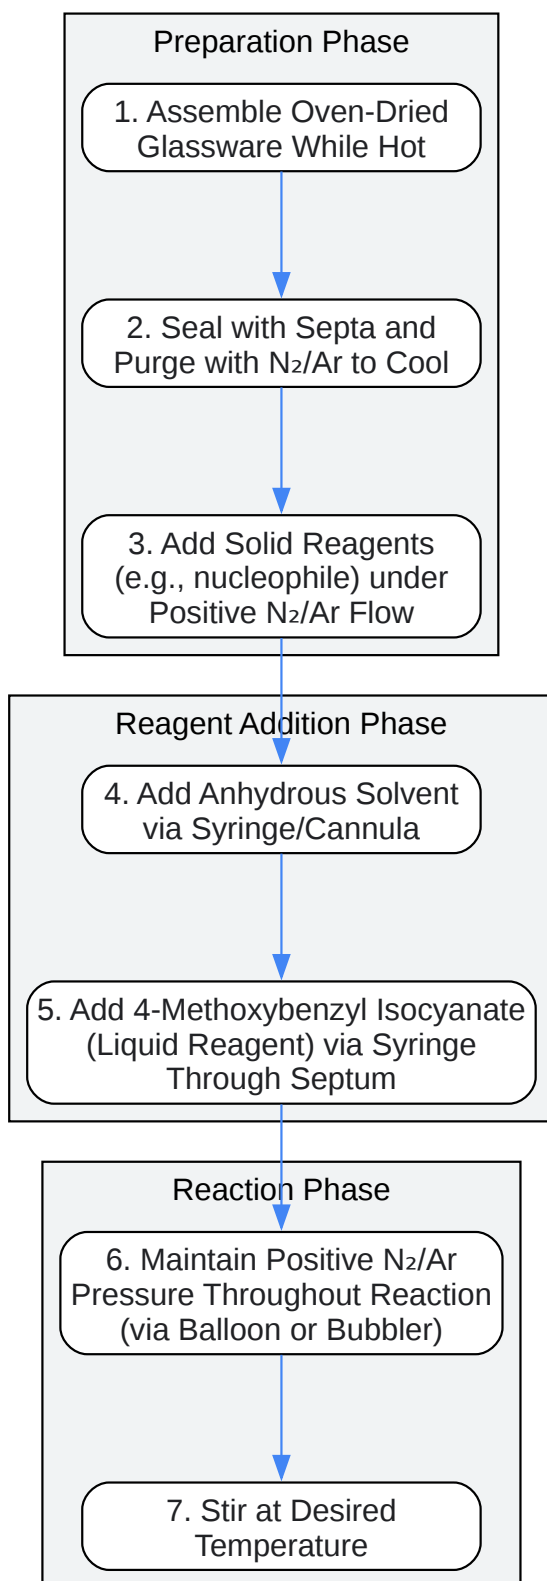 Preparation Phase
1. Assemble Oven-Dried
Glassware While Hot
2. Seal with Septa and
Purge with N₂/Ar to Cool
3. Add Solid Reagents
(e.g., nucleophile) under
Positive N₂/Ar Flow
Reagent Addition Phase
4. Add Anhydrous Solvent
via Syringe/Cannula
5. Add 4-Methoxybenzyl Isocyanate
(Liquid Reagent) via Syringe
Through Septum
Reaction Phase
6. Maintain Positive N₂/Ar
Pressure Throughout Reaction
(via Balloon or Bubbler)
7. Stir at Desired
Temperature